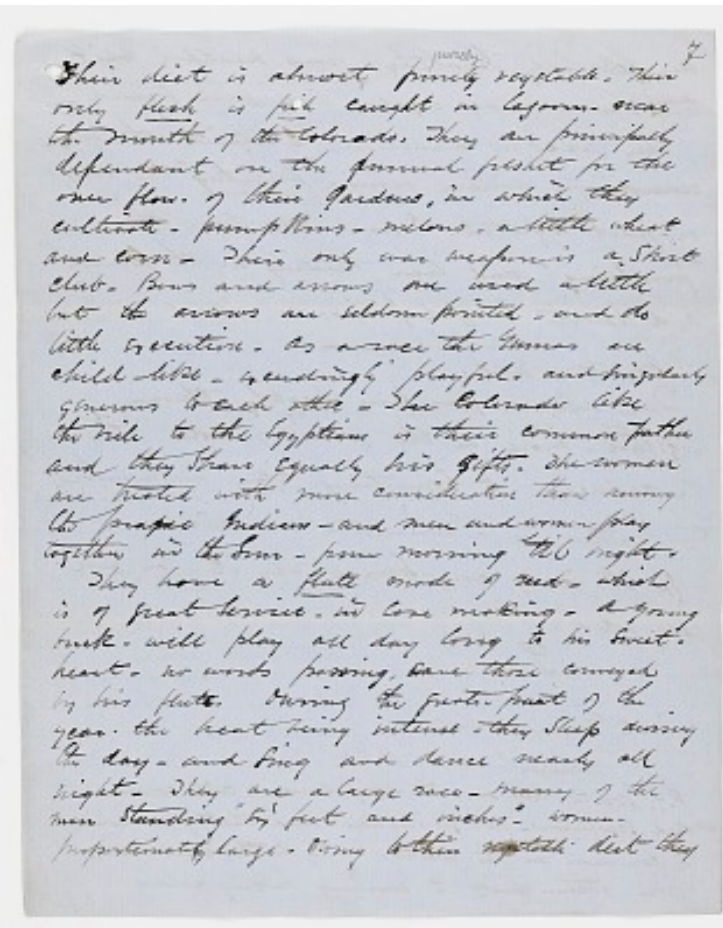 7
purely
Their diet is almost purely vegetable. Their
only flesh is fish caught in lagoons near
the mouth of the Colorado. They are principally
dependant on the annual freshet for the
over flow. of their gardens, in which they
cultivate - pumpkins - melons. a little wheat
and corn - Their only war weapon is a short
club - Bows and arrows are used a little
but the arrows are seldom pointed - and do
little execution. As a race the Yumas are
child-like - exceedingly playful. and singularly
generous to each other - The Colorado like
the Nile to the Egyptians is their common father
and they share equally his gifts. The women
are treated with more consideration than among
the prairie Indians - and men and women play
together in the Sun - from morning till night.
They have a flute made of reed - which
is of great service - in love making - A young
buck - will play all day long to his sweet-
heart - no words passing, save those conveyed
by his flute. During the greater part of the
year. the heat being intense - they sleep during
the day - and sing and dance nearly all
night - They are a large race - many of the
men standing "six feet and inches" - women -
proportionately large - Owing to their vegetable diet they